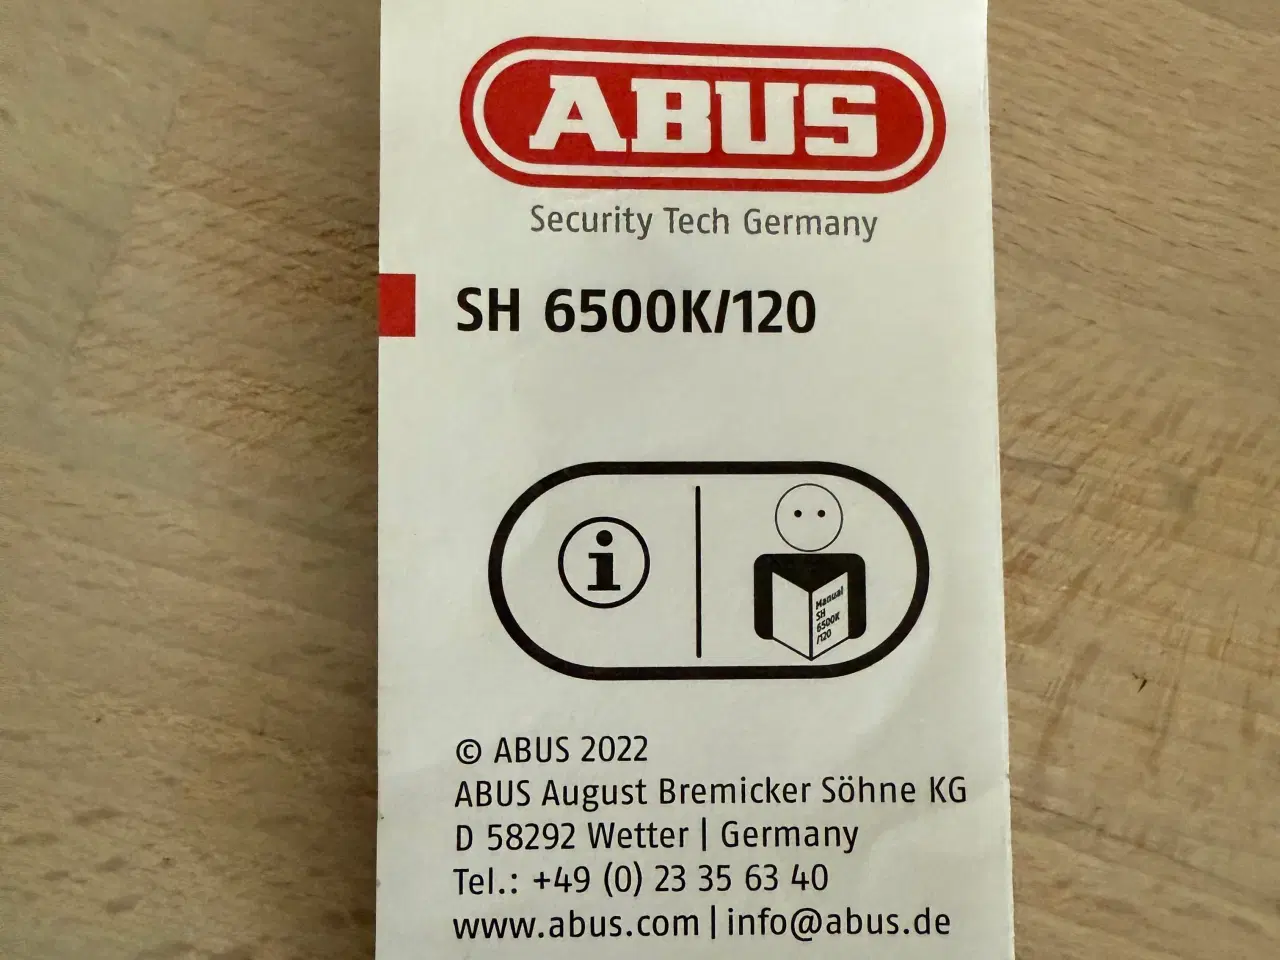 ABUS
Security Tech Germany
SH 6500K/120
i
Manual
SH
6500K
/120
© ABUS 2022
ABUS August Bremicker Söhne KG
D 58292 Wetter | Germany
Tel.: +49 (0) 23 35 63 40
www.abus.com | info@abus.de